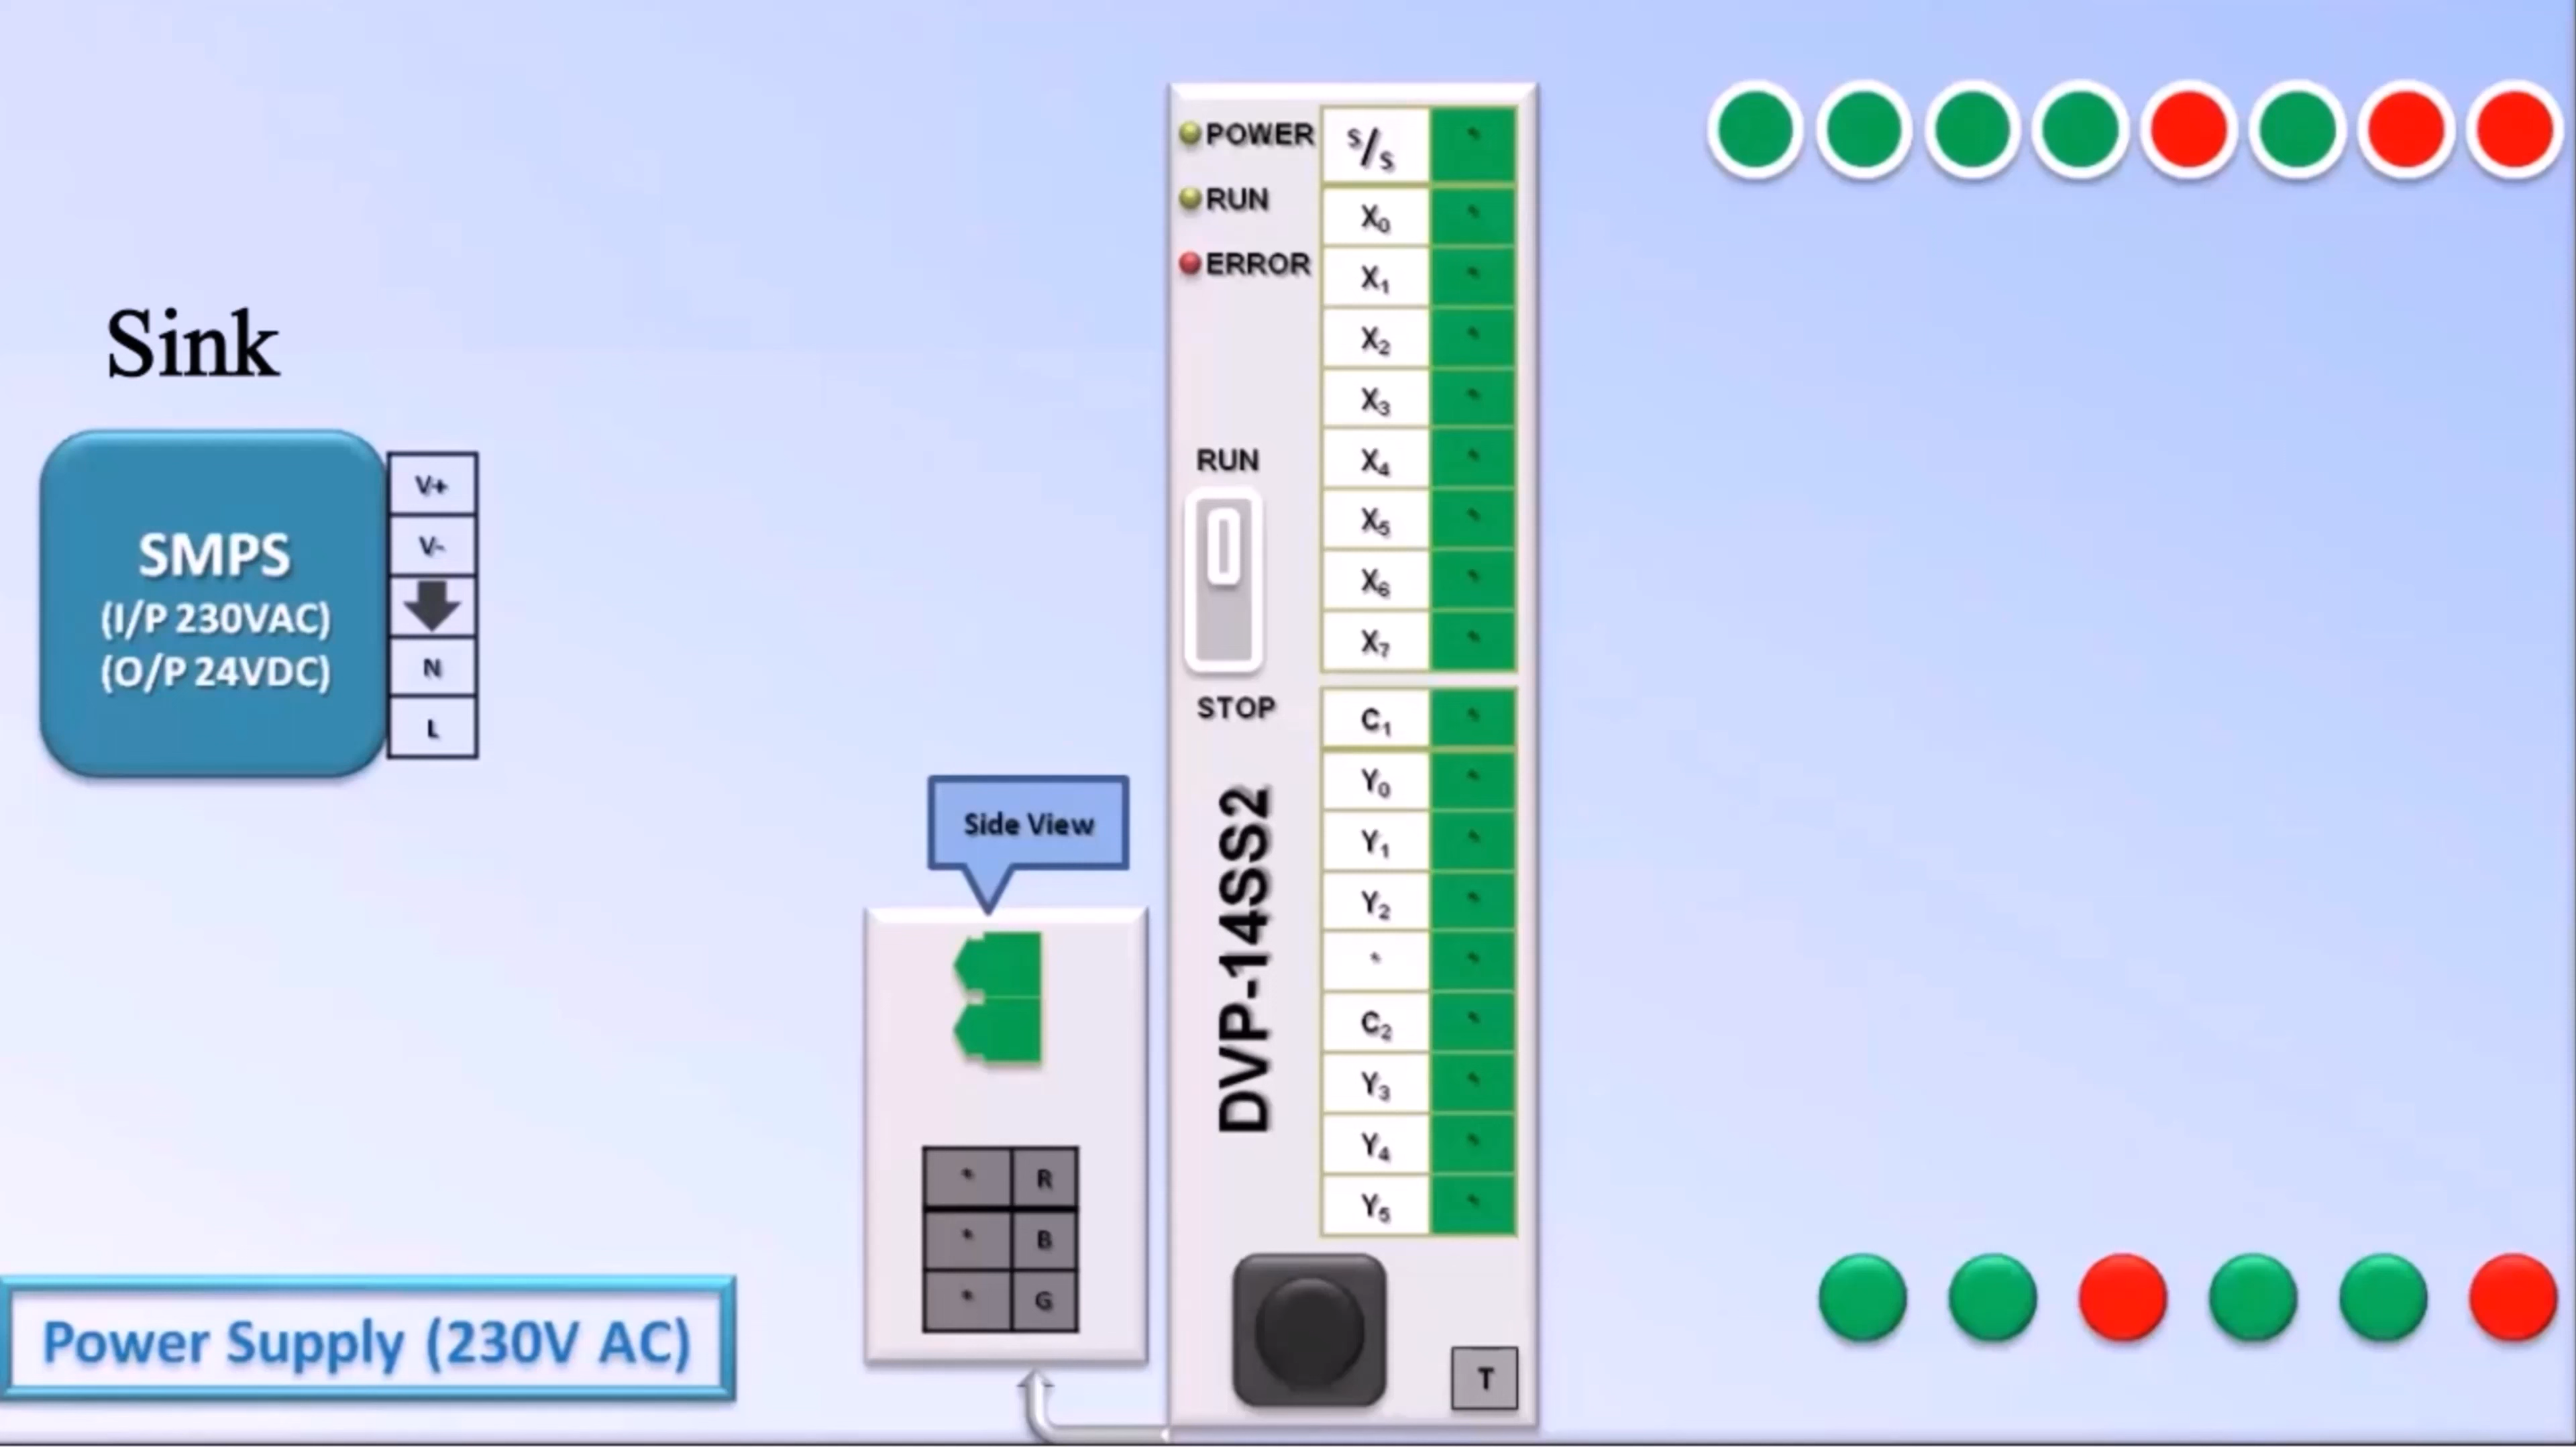 Sink
SMPS
(I/P 230VAC)
(O/P 24VDC)
V+
V-
N
L
Power Supply (230V AC)
Side View
R
B
G
POWER
RUN
ERROR
RUN
STOP
DVP-14SS2
S/S
X0
X1
X2
X3
X4
X5
X6
X7
C1
Y0
Y1
Y2
C2
Y3
Y4
Y5
T